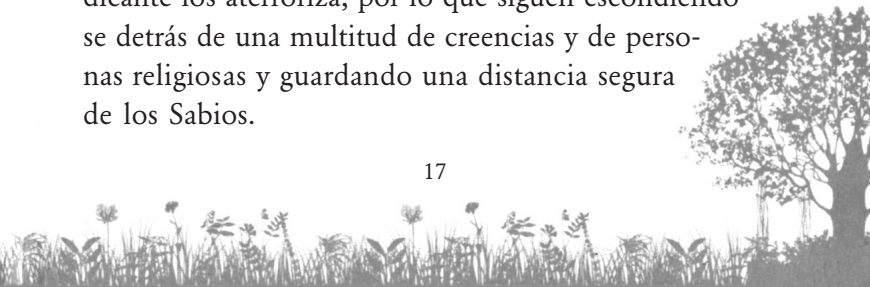 dicante los aterroriza, por lo que siguen escondiendo
se detrás de una multitud de creencias y de perso-
nas religiosas y guardando una distancia segura
de los Sabios.
17